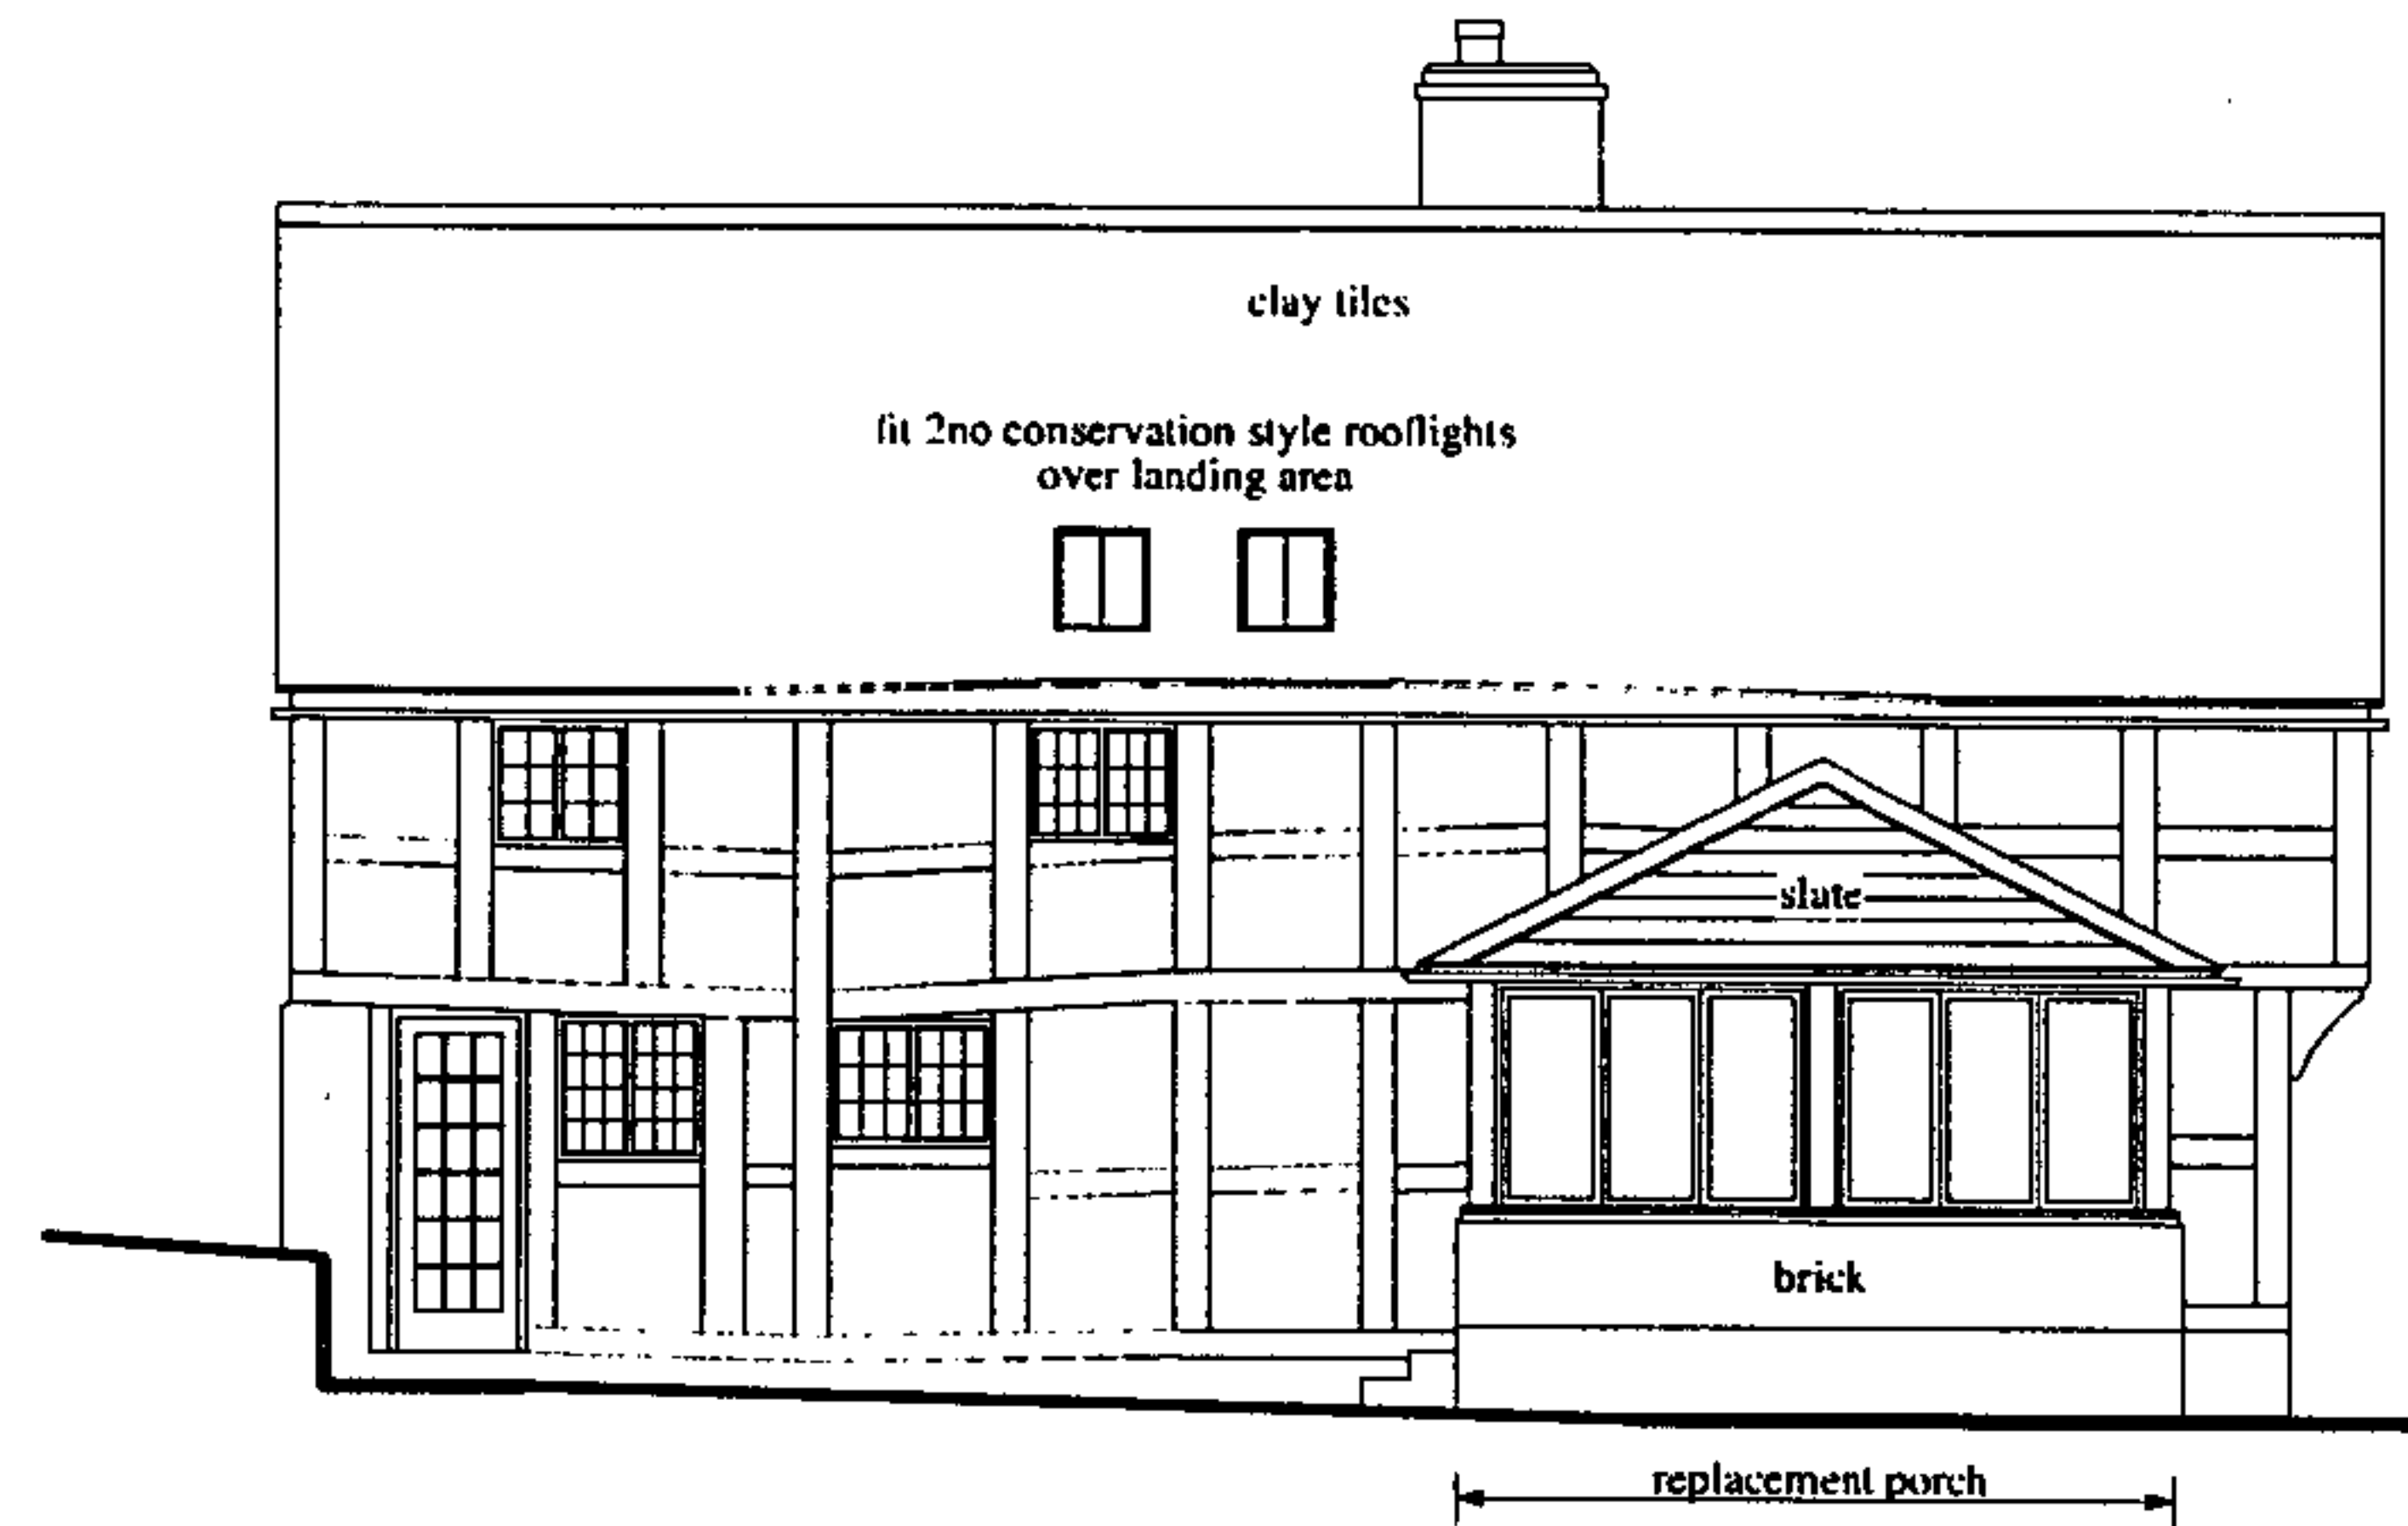 clay tiles
fit 2no conservation style rooflights
over landing area
slate
brick
replacement porch